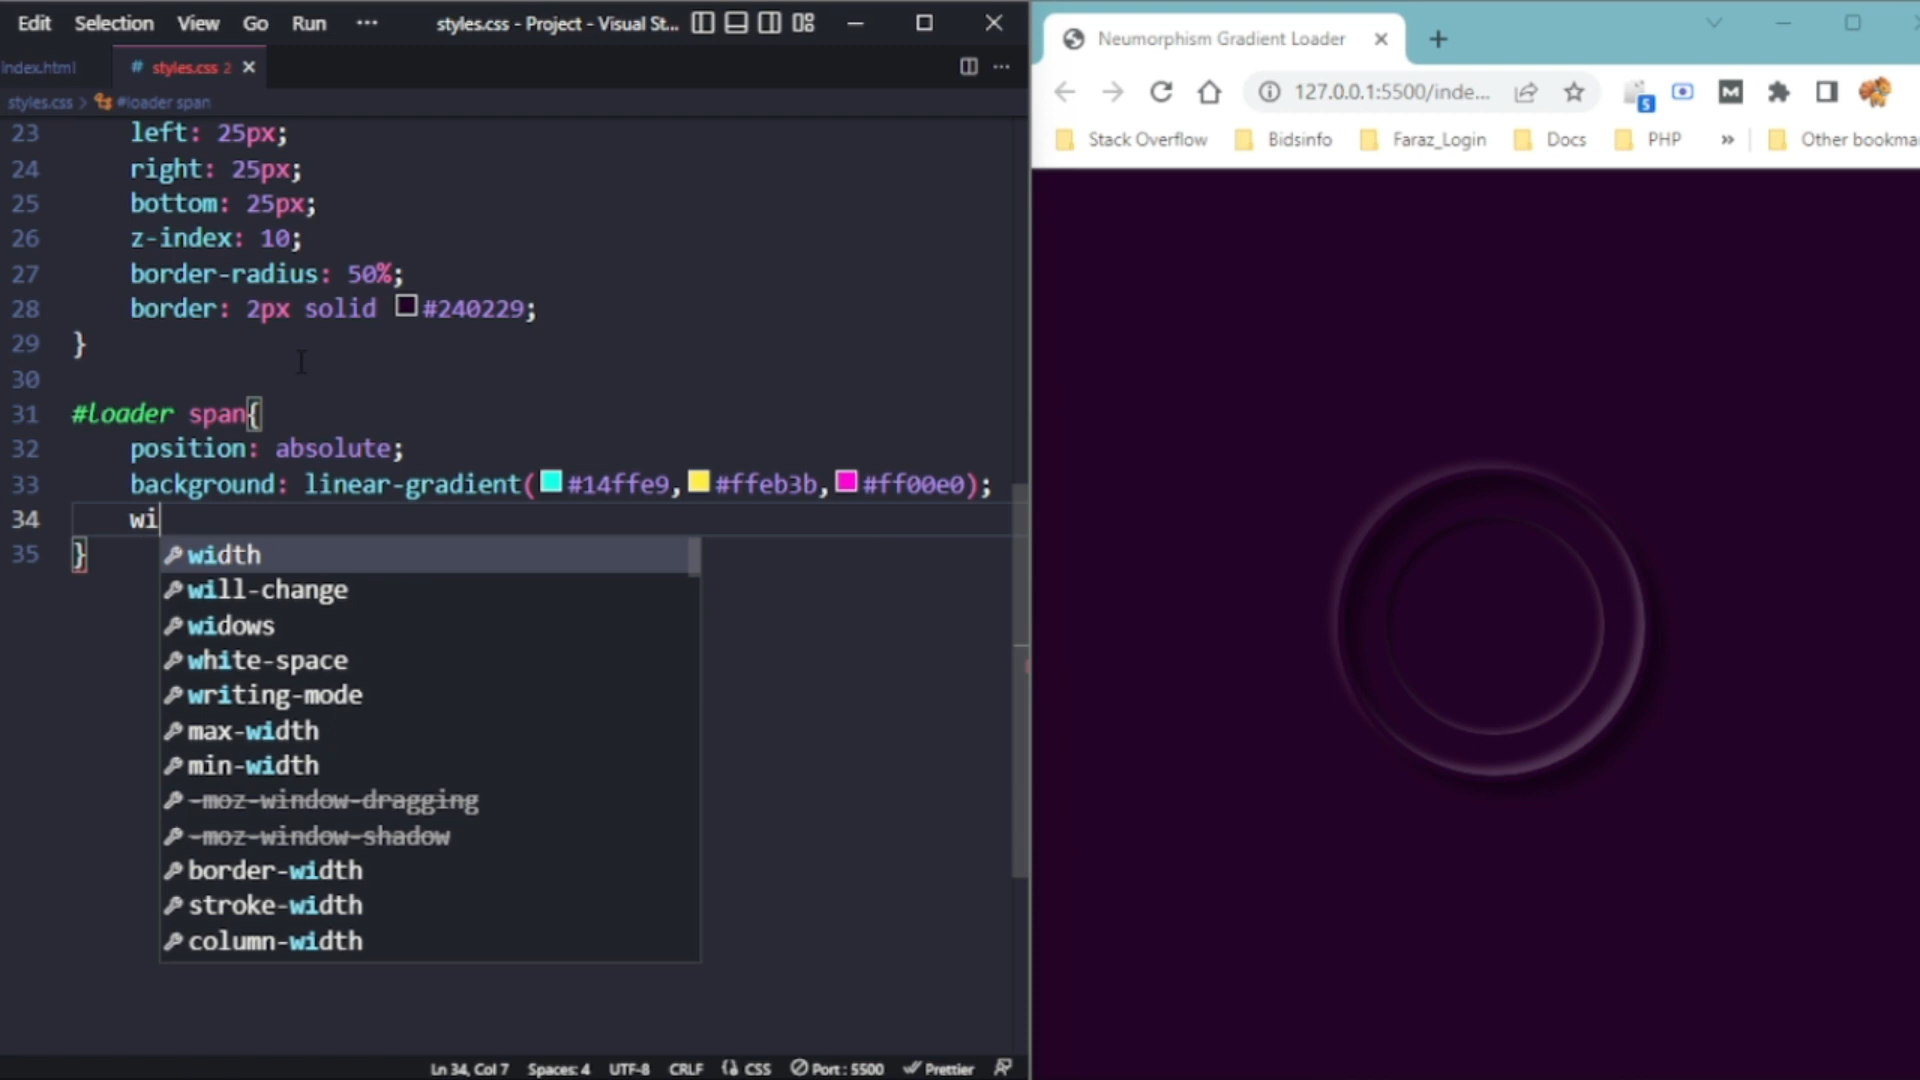 Edit Selection View Go Run ··· styles.css - Project - Visual St...
index.html # styles.css 2
styles.css > #loader span
23 left: 25px;
24 right: 25px;
25 bottom: 25px;
26 z-index: 10;
27 border-radius: 50%;
28 border: 2px solid #240229;
29 }
30
31 #loader span{
32 position: absolute;
33 background: linear-gradient(#14ffe9,#ffeb3b,#ff00e0);
34 wi
35 }
width
will-change
widows
white-space
writing-mode
max-width
min-width
-moz-window-dragging
-moz-window-shadow
border-width
stroke-width
column-width
Ln 34, Col 7 Spaces: 4 UTF-8 CRLF CSS Port : 5500 Prettier
Neumorphism Gradient Loader
127.0.0.1:5500/inde... 5 M
Stack Overflow Bidsinfo Faraz_Login Docs PHP » Other bookma